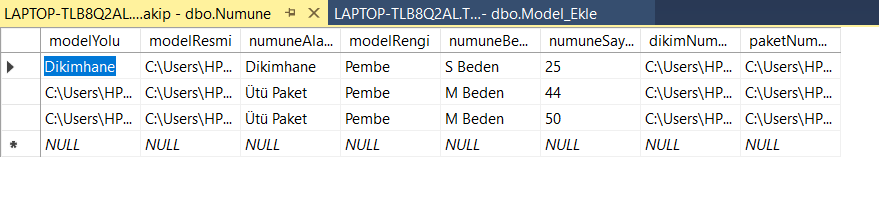 LAPTOP-TLB8Q2AL....akip - dbo.Numune LAPTOP-TLB8Q2AL.T...- dbo.Model_Ekle
modelYolu modelResmi numuneAla... modelRengi numuneBe... numuneSay... dikimNum... paketNum...
Dikimhane C:\Users\HP... Dikimhane Pembe S Beden 25 C:\Users\HP... C:\Users\HP...
C:\Users\HP... C:\Users\HP... Ütü Paket Pembe M Beden 44 C:\Users\HP... C:\Users\HP...
C:\Users\HP... C:\Users\HP... Ütü Paket Pembe M Beden 50 C:\Users\HP... C:\Users\HP...
NULL NULL NULL NULL NULL NULL NULL NULL